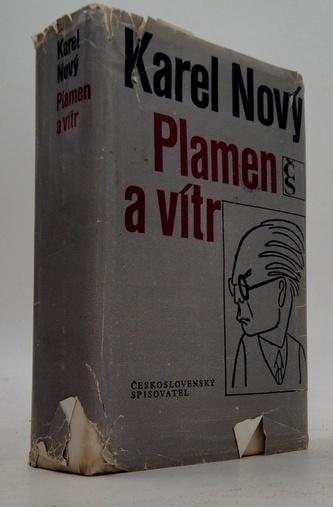 Karel
Nový
Plamen
a vítr
Karel Nový
Plamen
a vítr
ČS
ČESKOSLOVENSKÝ
SPISOVATEL